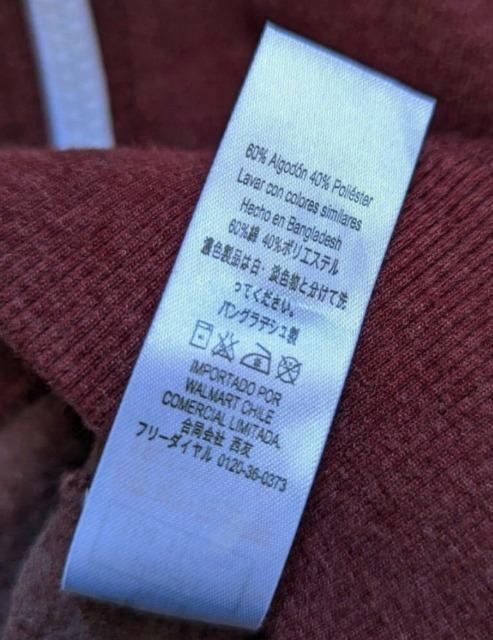 60% Algodón 40% Poliéster
Lavar con colores similares
Hecho en Bangladesh
60%綿 40%ポリエステル
濃色製品は白・淡色物と分けて洗
ってください。
バングラデシュ製
IMPORTADO POR
WALMART CHILE
COMERCIAL LIMITADA.
合同会社 西友
フリーダイヤル 0120-36-0373